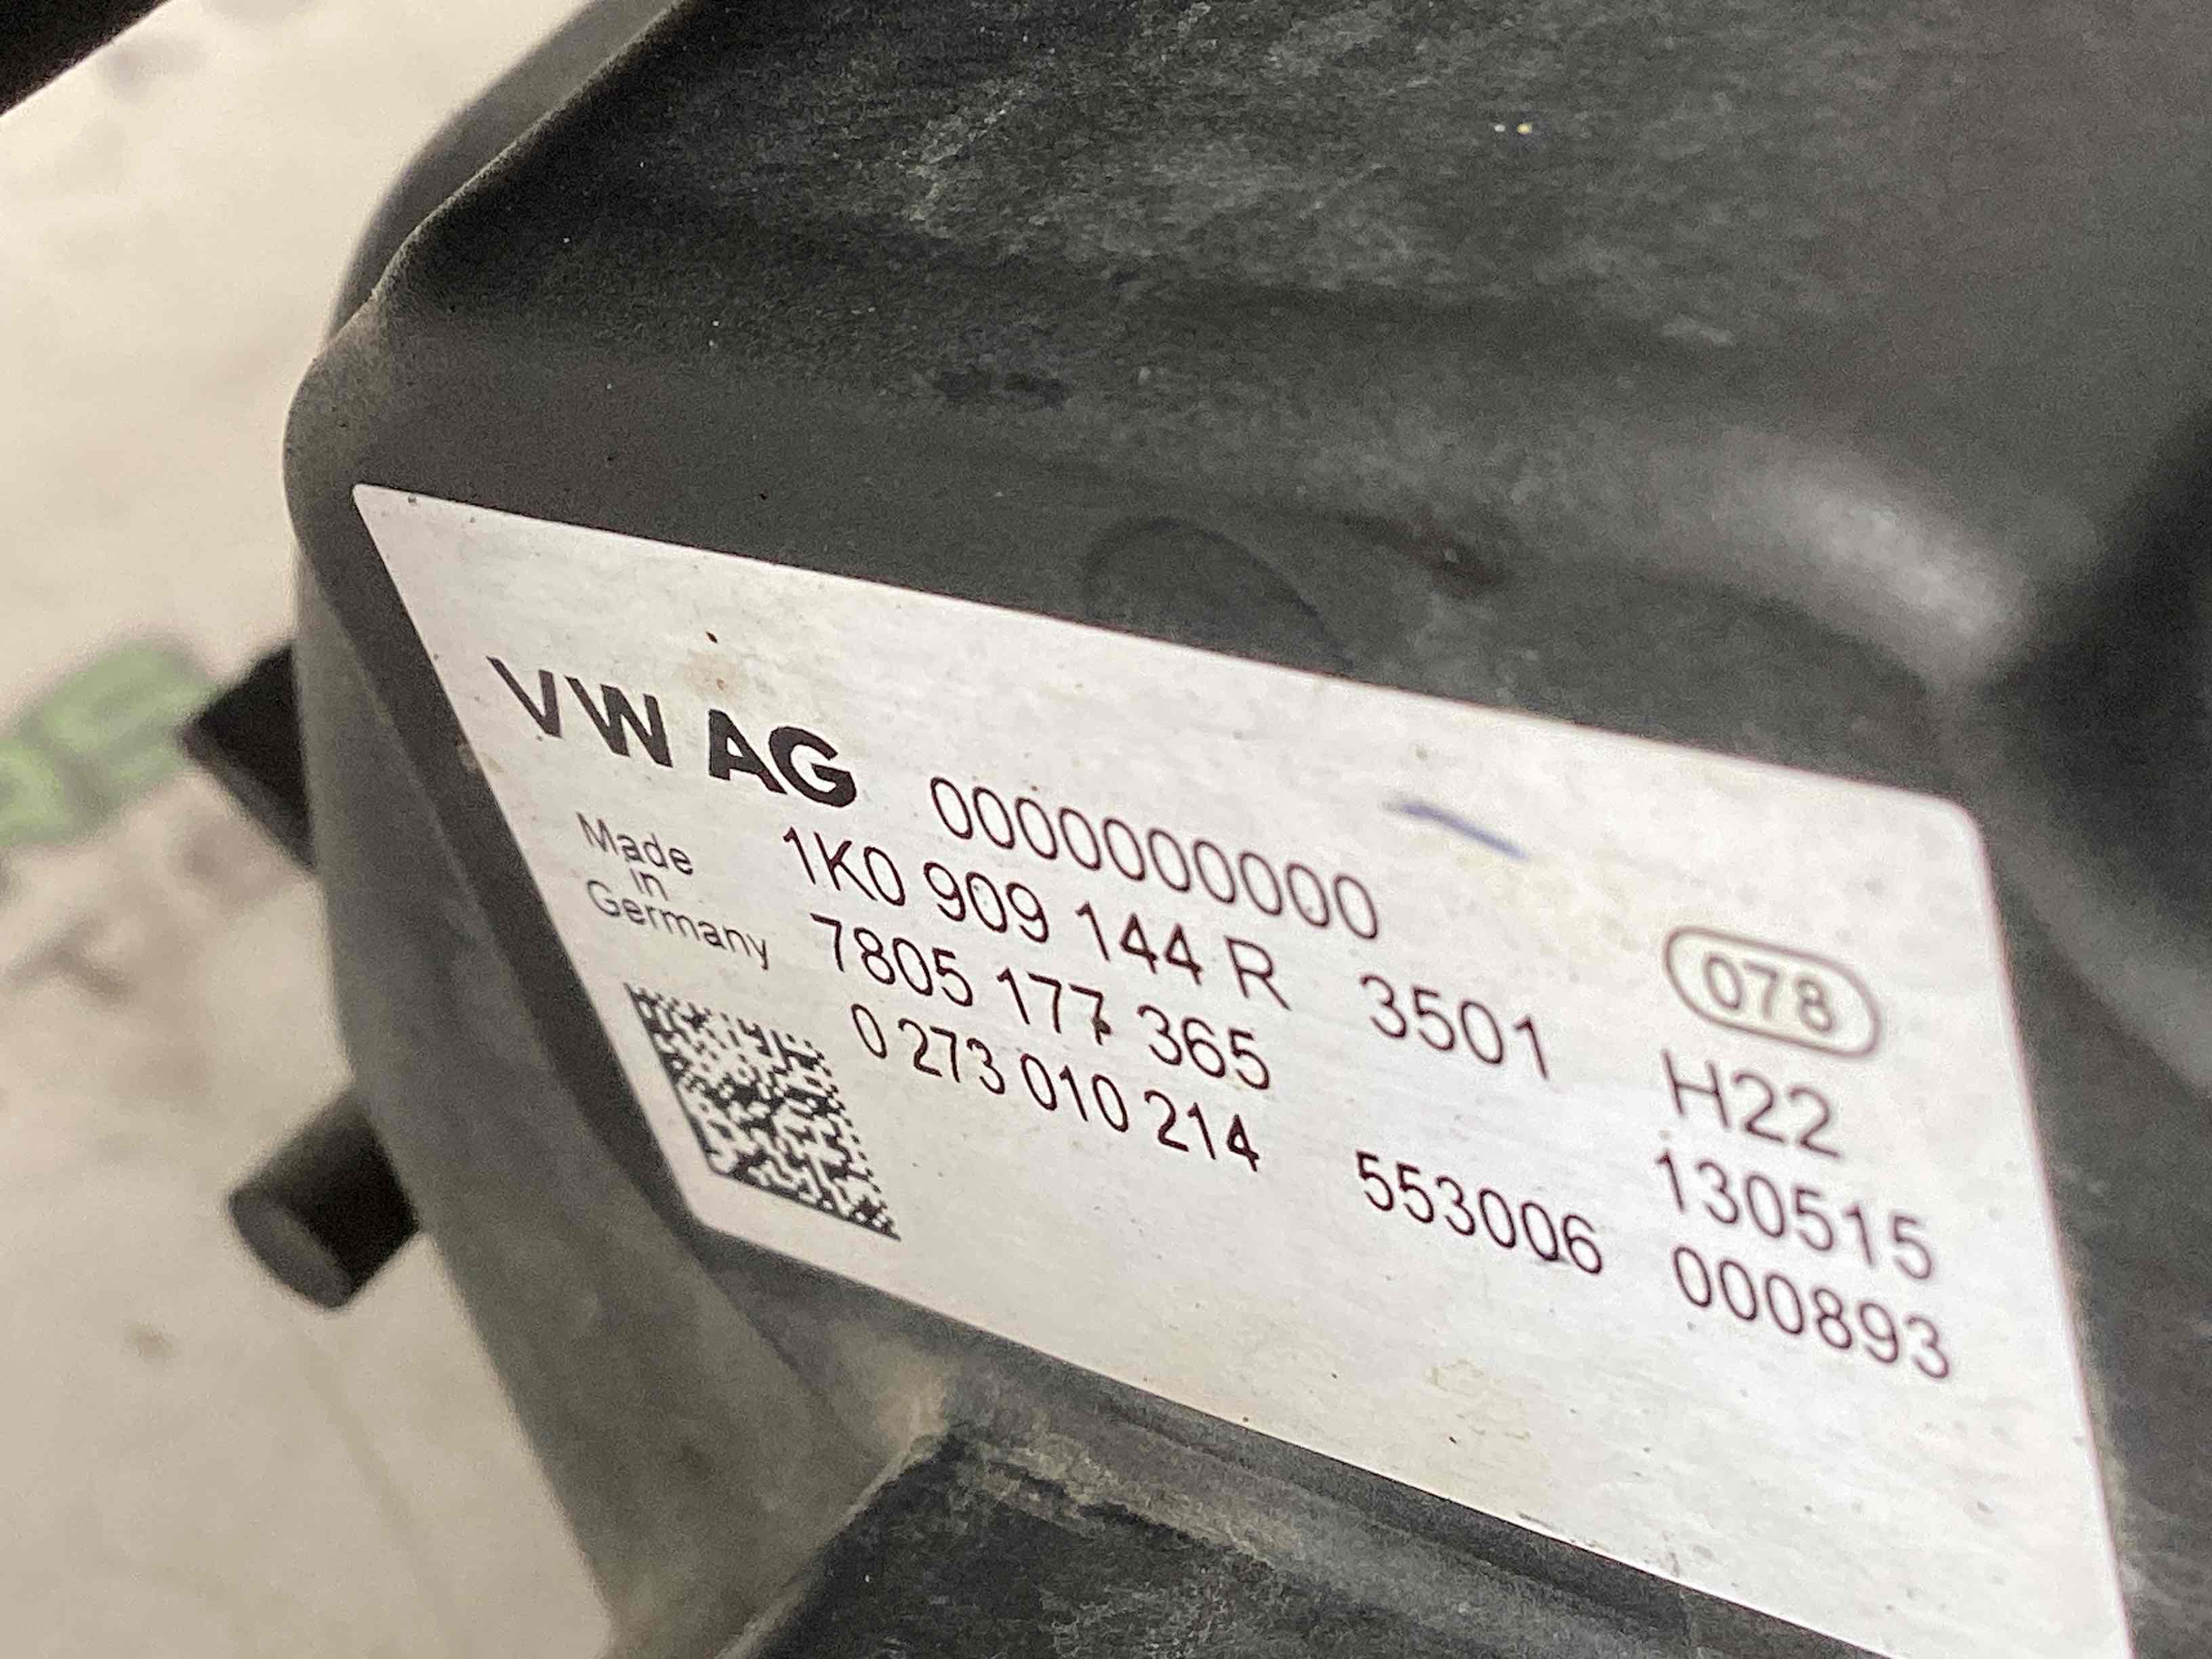 VW AG 0000000000
Made in Germany
1K0 909 144 R 3501
078
7805 177 365
H22
0 273 010 214
553006
130515
000893